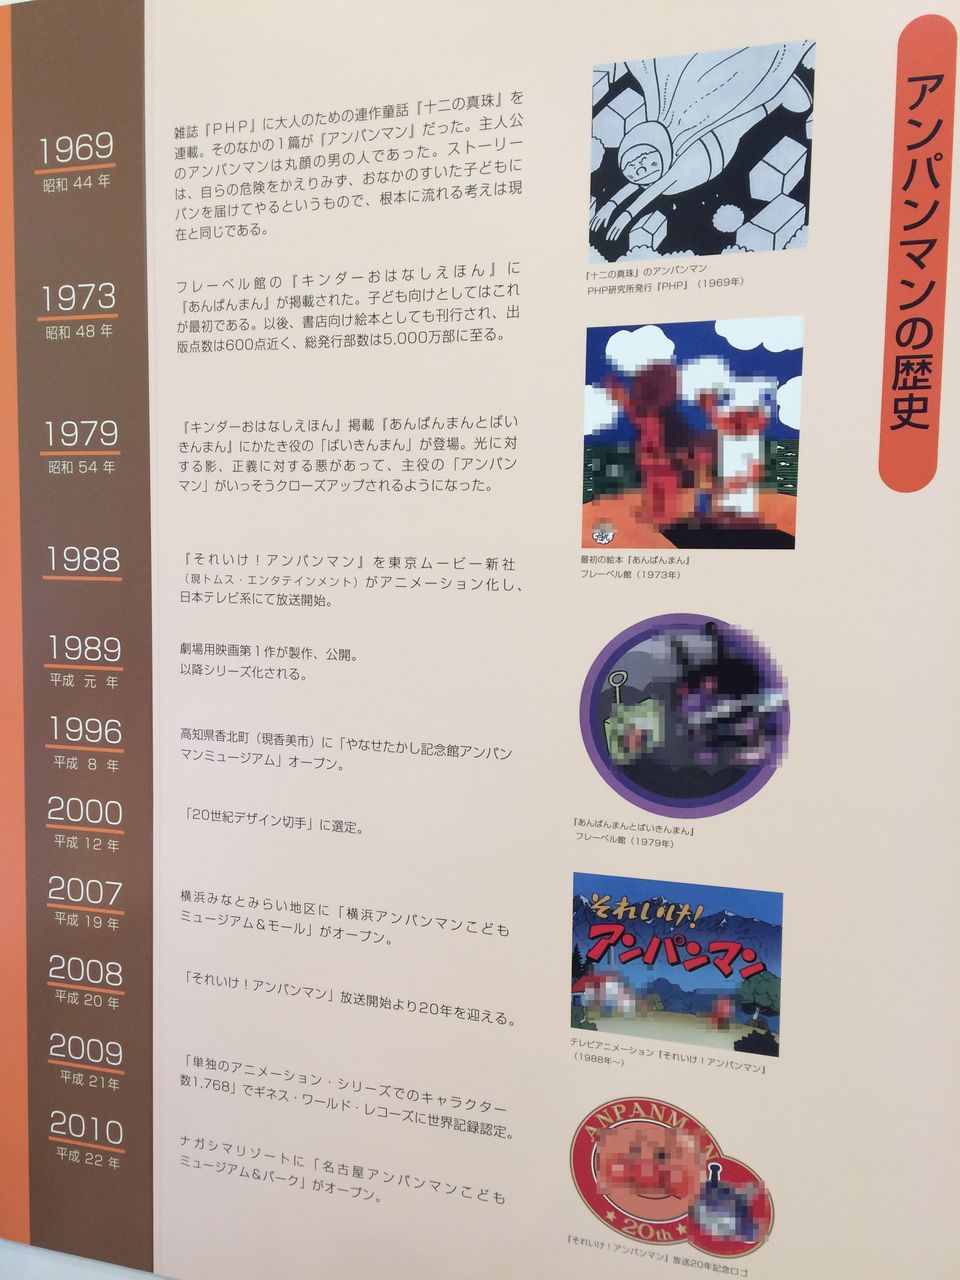 アンパンマンの歴史
1969
昭和 44 年
雑誌『PHP』に大人のための連作童話『十二の真珠』を
連載。そのなかの1篇が『アンパンマン』だった。主人公
のアンパンマンは丸顔の男の人であった。ストーリー
は、自らの危険をかえりみず、おなかのすいた子どもに
パンを届けてやるというもので、根本に流れる考えは現
在と同じである。
『十二の真珠』のアンパンマン
PHP研究所発行『PHP』（1969年）
1973
昭和 48 年
フレーベル館の『キンダーおはなしえほん』に
『あんぱんまん』が掲載された。子ども向けとしてはこれ
が最初である。以後、書店向け絵本としても刊行され、出
版点数は600点近く、総発行部数は5,000万部に至る。
最初の絵本『あんぱんまん』
フレーベル館（1973年）
1979
昭和 54 年
『キンダーおはなしえほん』掲載『あんぱんまんとばい
きんまん』にかたき役の「ばいきんまん」が登場。光に対
する影、正義に対する悪があって、主役の「アンパン
マン」がいっそうクローズアップされるようになった。
『あんぱんまんとばいきんまん』
フレーベル館（1979年）
1988
『それいけ！アンパンマン』を東京ムービー新社
（現トムス・エンタテインメント）がアニメーション化し、
日本テレビ系にて放送開始。
1989
平成 元 年
劇場用映画第1作が製作、公開。
以降シリーズ化される。
1996
平成 8 年
高知県香北町（現香美市）に「やなせたかし記念館アンパン
マンミュージアム」オープン。
2000
平成 12 年
「20世紀デザイン切手」に選定。
2007
平成 19 年
横浜みなとみらい地区に「横浜アンパンマンこども
ミュージアム＆モール」がオープン。
2008
平成 20 年
「それいけ！アンパンマン」放送開始より20年を迎える。
それいけ！
アンパンマン
テレビアニメーション『それいけ！アンパンマン』
（1988年～）
2009
平成 21年
「単独のアニメーション・シリーズでのキャラクター
数1,768」でギネス・ワールド・レコーズに世界記録認定。
2010
平成 22 年
ナガシマリゾートに「名古屋アンパンマンこども
ミュージアム＆パーク」がオープン。
ANPANMAN
20th
『それいけ！アンパンマン』放送20年記念ロゴ